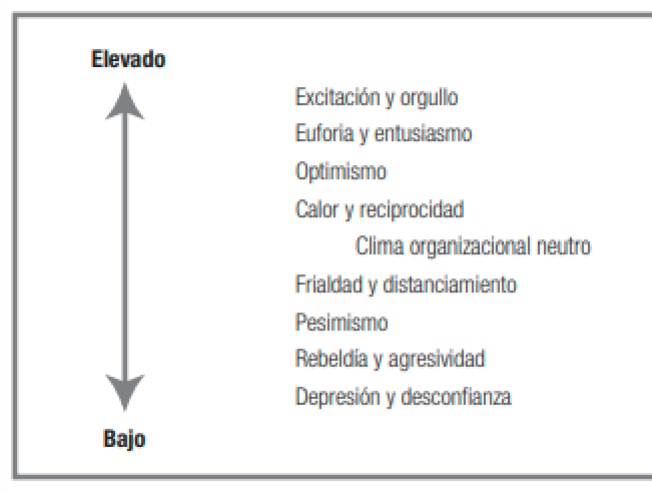 Elevado
Excitación y orgullo
Euforia y entusiasmo
Optimismo
Calor y reciprocidad
Clima organizacional neutro
Frialdad y distanciamiento
Pesimismo
Rebeldía y agresividad
Depresión y desconfianza
Bajo